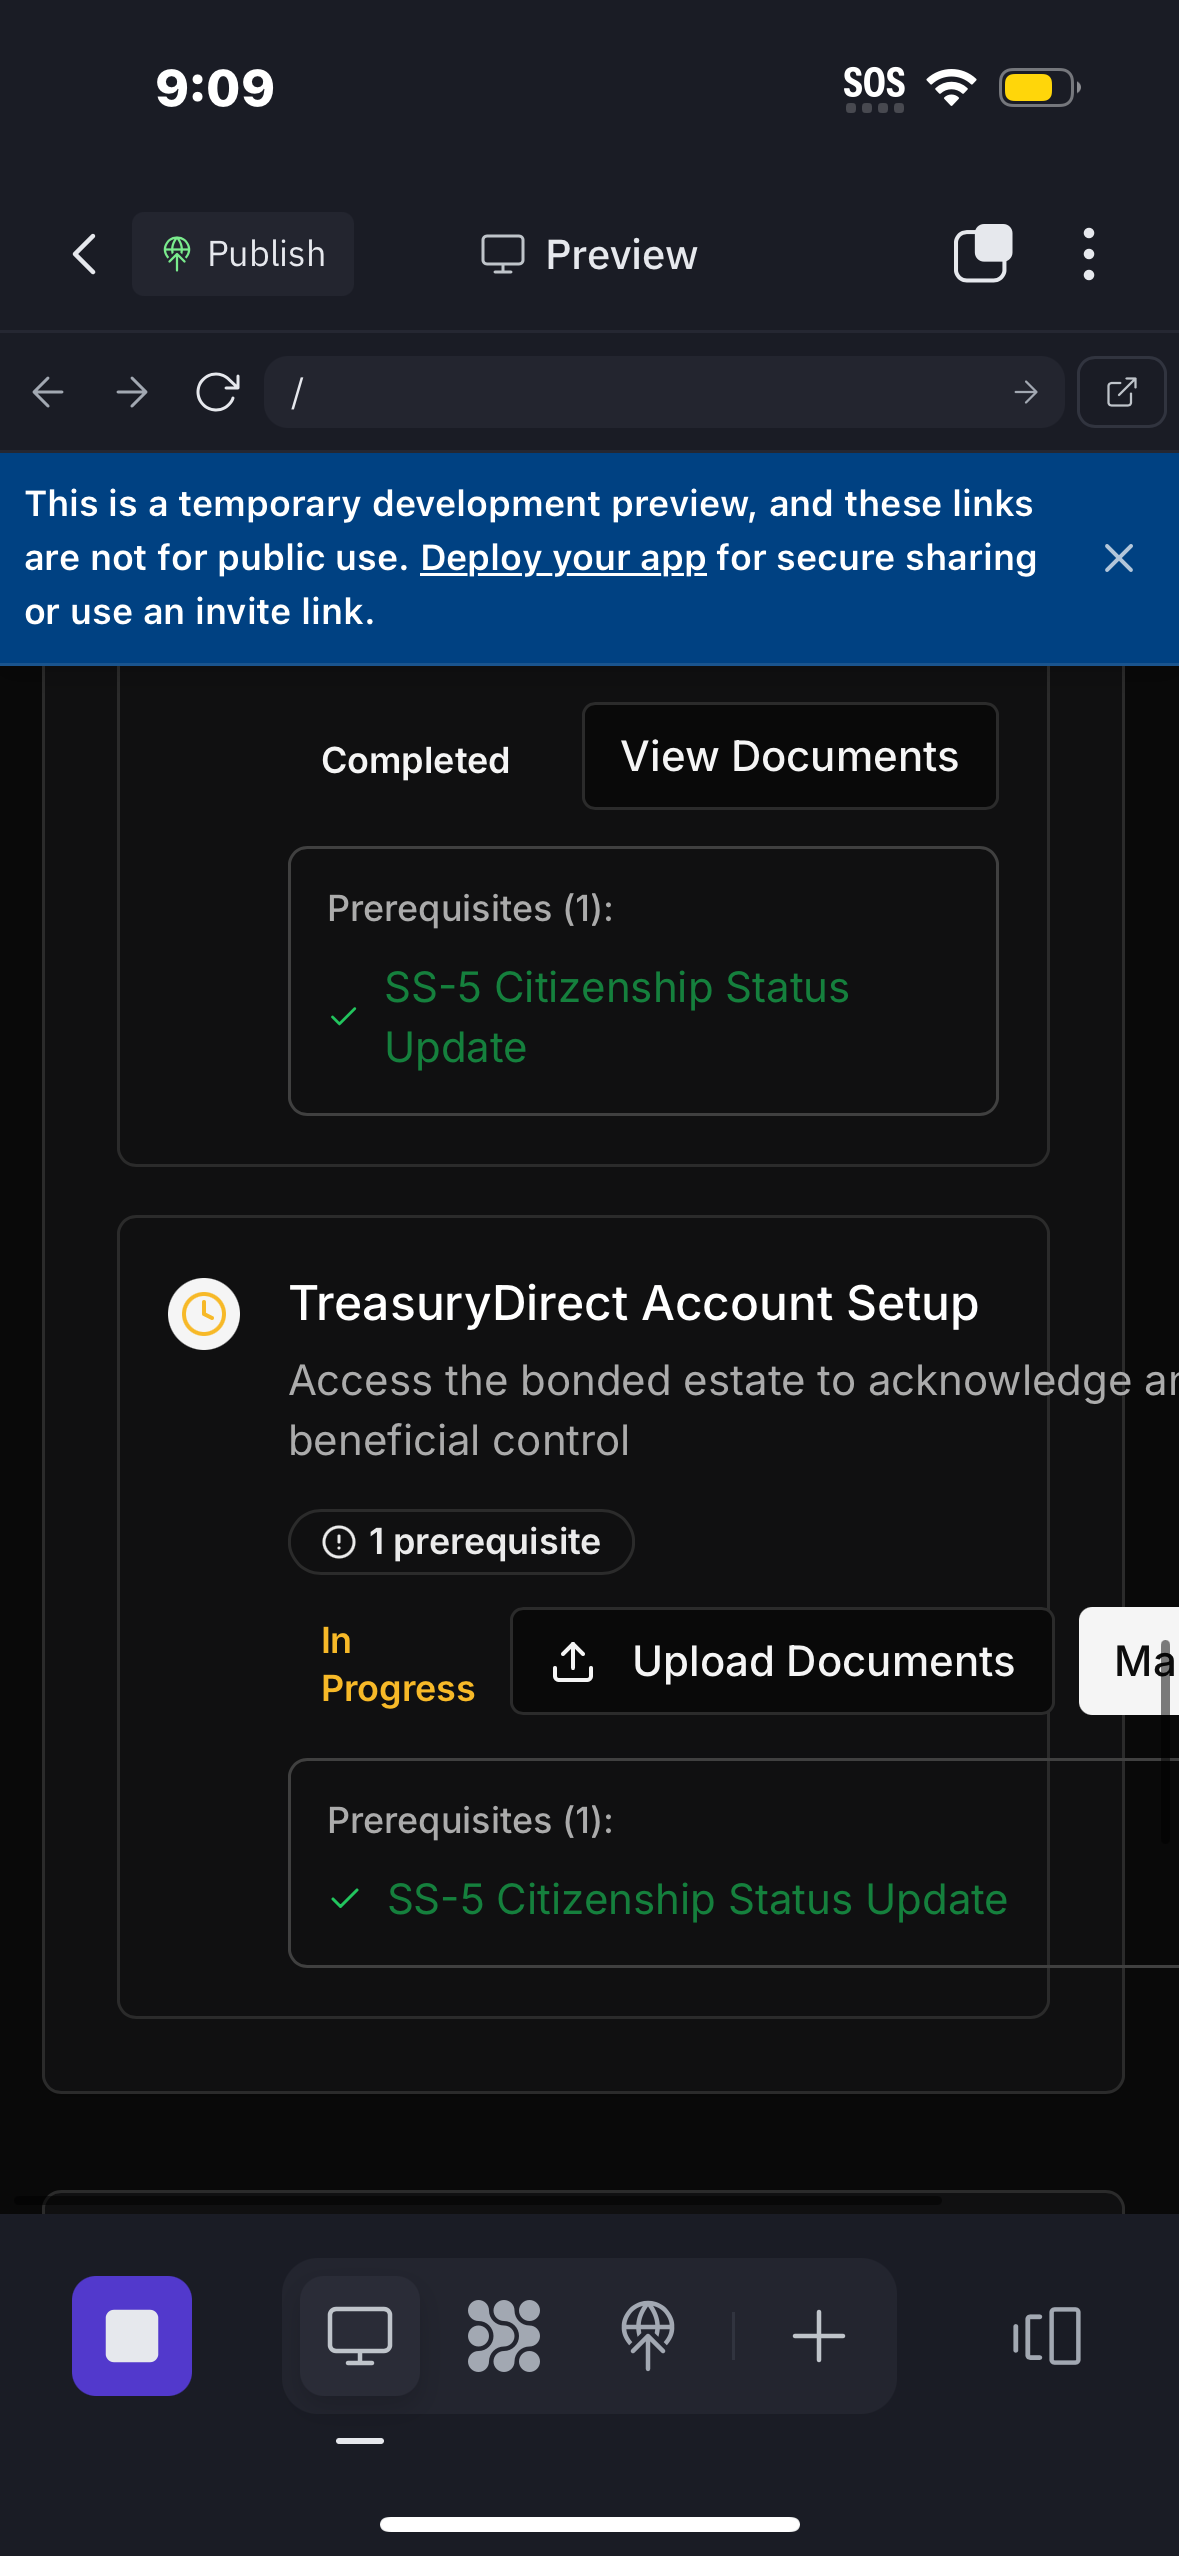 9:09
SOS
Publish
Preview
/
This is a temporary development preview, and these links
are not for public use. Deploy your app for secure sharing
or use an invite link.
Completed
View Documents
Prerequisites (1):
SS-5 Citizenship Status
Update
TreasuryDirect Account Setup
Access the bonded estate to acknowledge
beneficial control
1 prerequisite
In
Progress
Upload Documents
Prerequisites (1):
SS-5 Citizenship Status Update